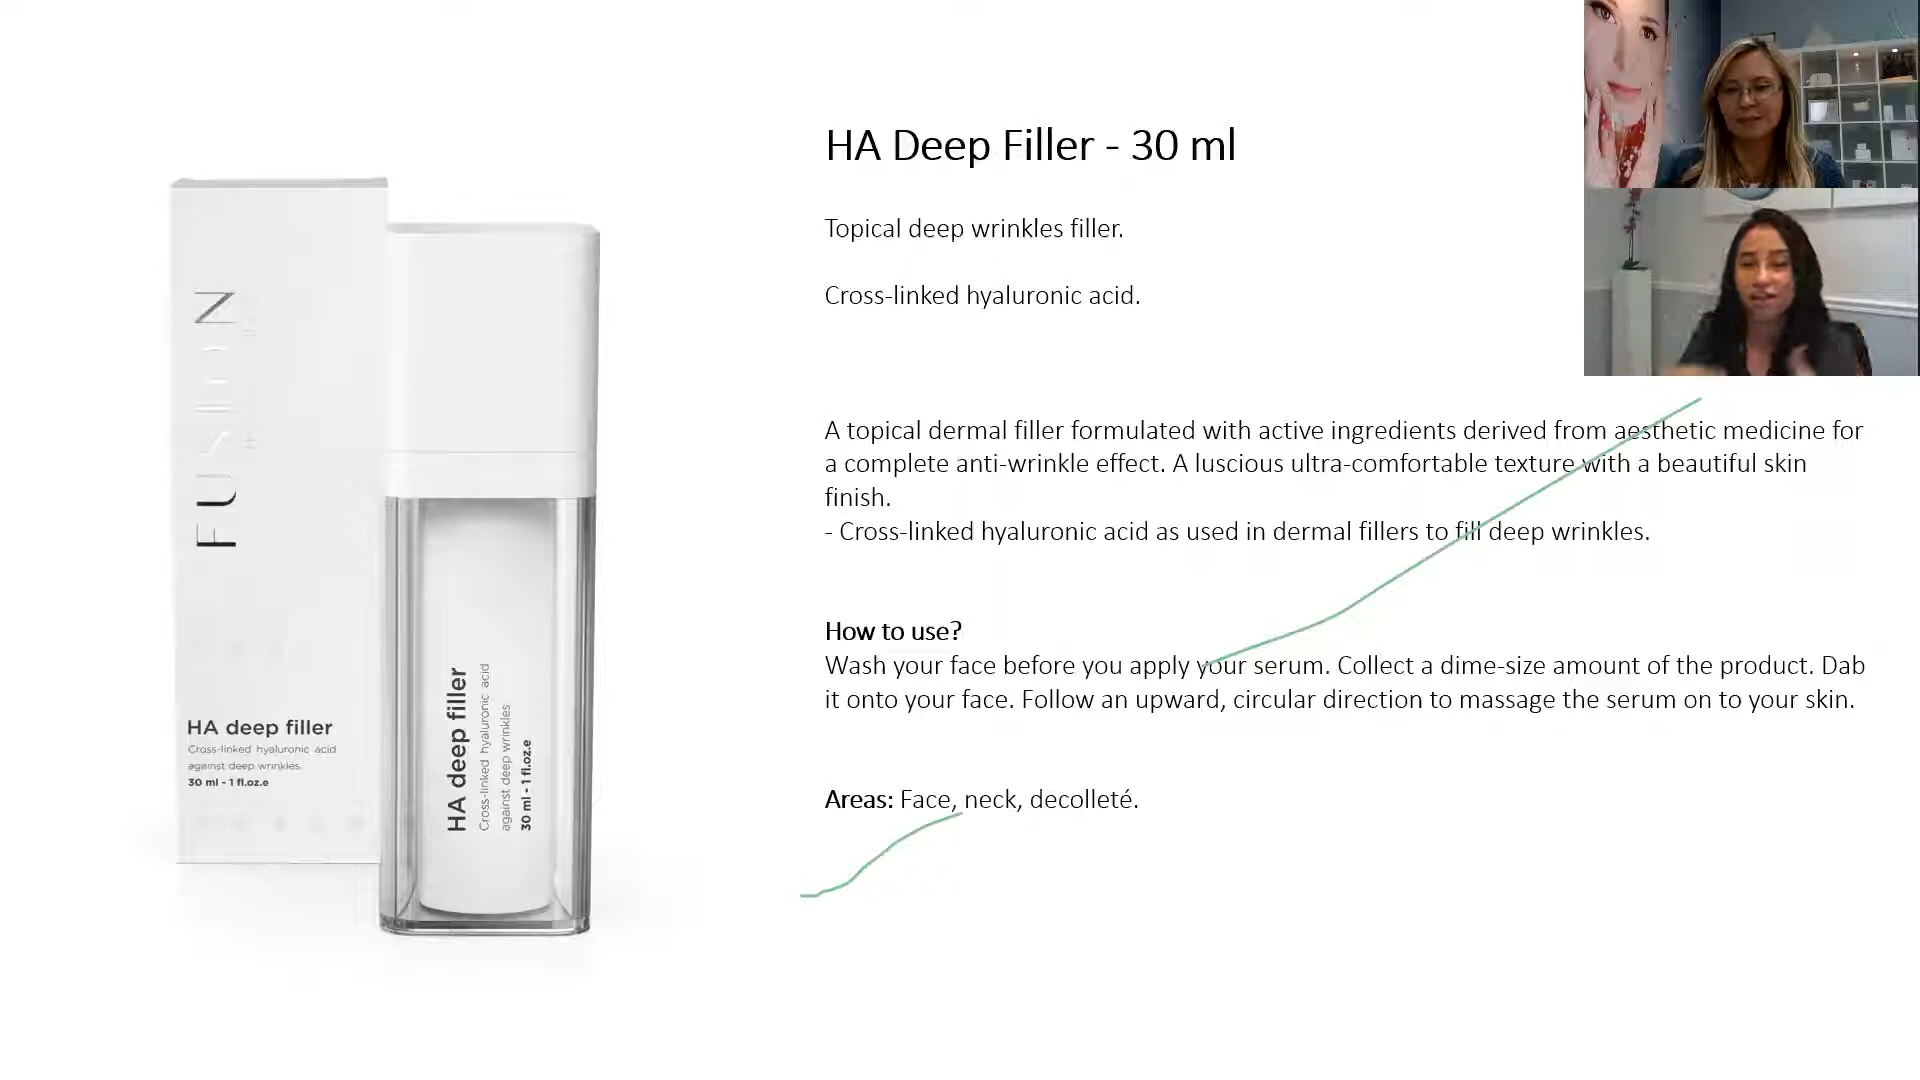 HA Deep Filler - 30 ml
Topical deep wrinkles filler.
Cross-linked hyaluronic acid.
A topical dermal filler formulated with active ingredients derived from aesthetic medicine for
a complete anti-wrinkle effect. A luscious ultra-comfortable texture with a beautiful skin
finish.
- Cross-linked hyaluronic acid as used in dermal fillers to fill deep wrinkles.
How to use?
Wash your face before you apply your serum. Collect a dime-size amount of the product. Dab
it onto your face. Follow an upward, circular direction to massage the serum on to your skin.
Areas: Face, neck, decolleté.
FUSION
HA deep filler
Cross-linked hyaluronic acid
against deep wrinkles.
30 ml - 1 fl.oz.e
HA deep filler
Cross-linked hyaluronic acid
against deep wrinkles
30 ml - 1 fl.oz.e